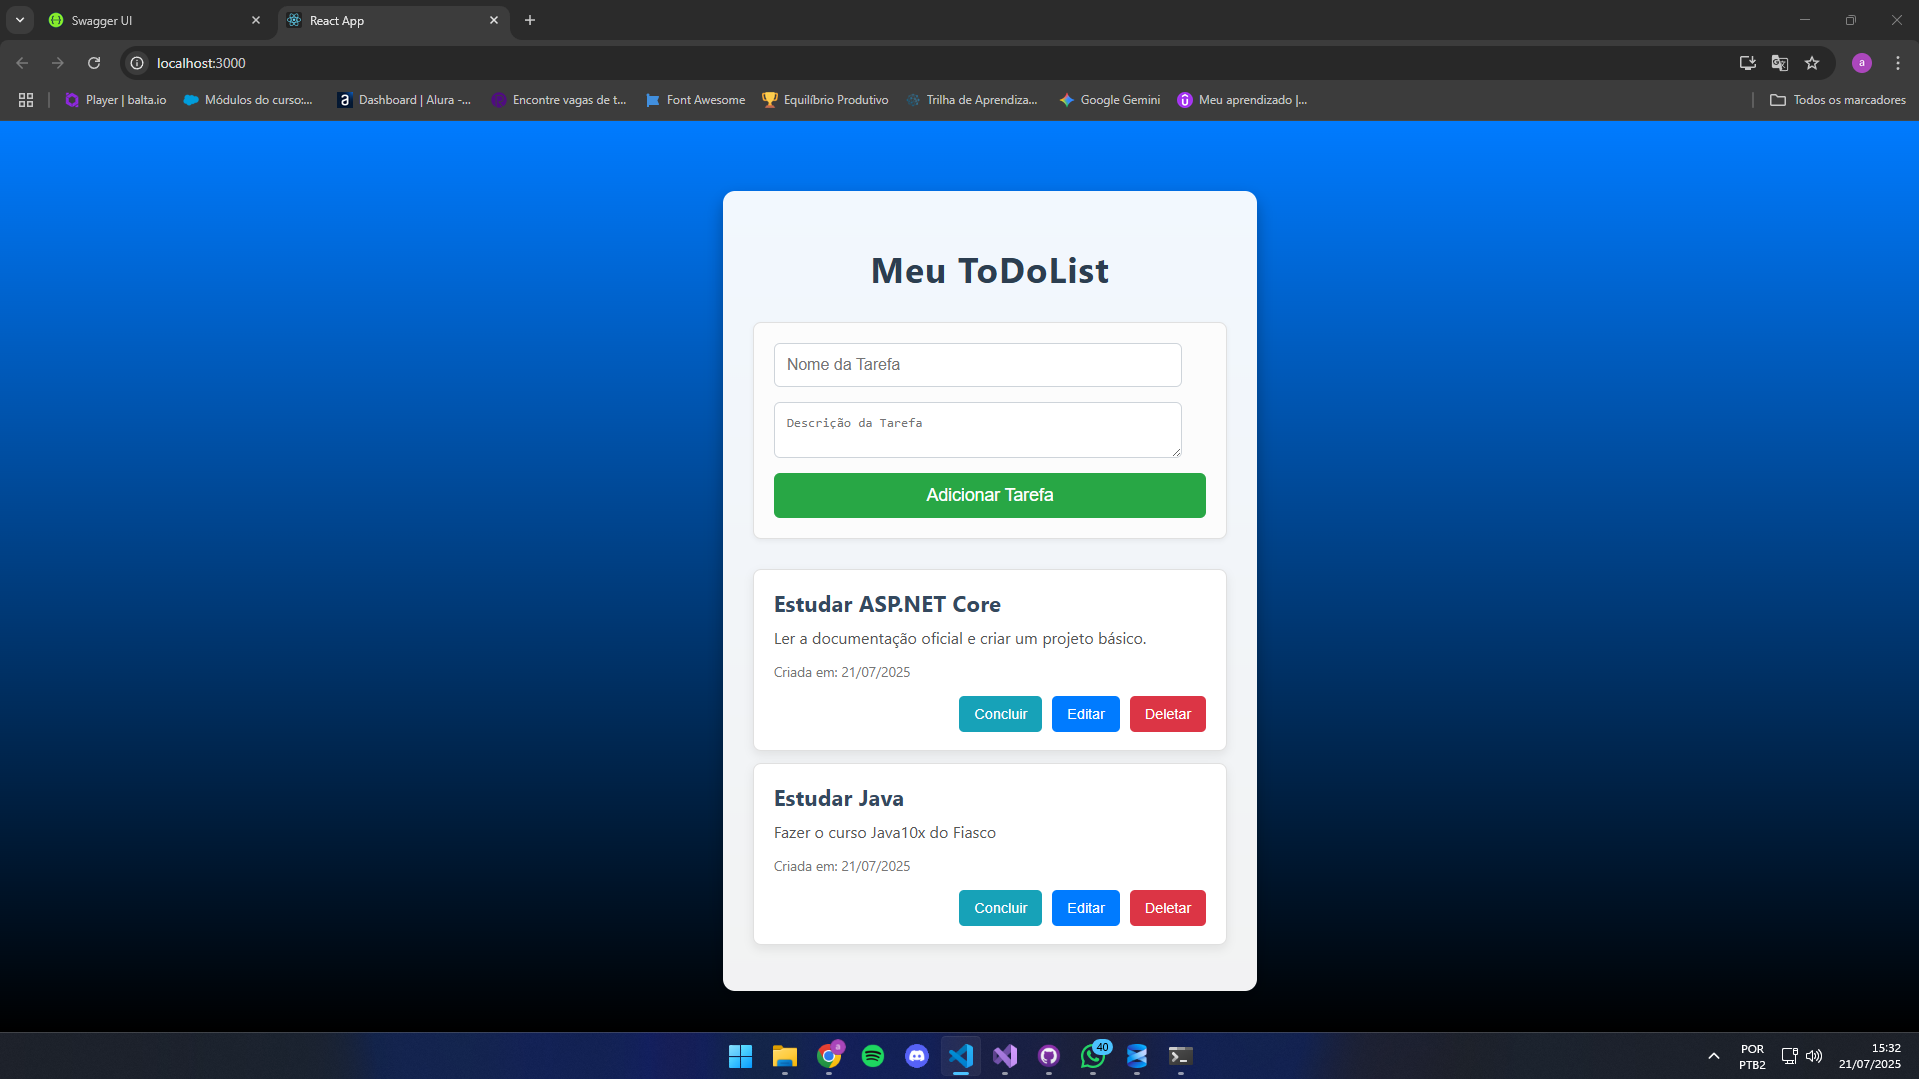 Swagger UI
React App
localhost:3000
Player | balta.io
Módulos do curso:...
Dashboard | Alura -...
Encontre vagas de t...
Font Awesome
Equilíbrio Produtivo
Trilha de Aprendiza...
Google Gemini
Meu aprendizado |...
Todos os marcadores
a
Meu ToDoList
Nome da Tarefa
Descrição da Tarefa
Adicionar Tarefa
Estudar ASP.NET Core
Ler a documentação oficial e criar um projeto básico.
Criada em: 21/07/2025
Concluir Editar Deletar
Estudar Java
Fazer o curso Java10x do Fiasco
Criada em: 21/07/2025
Concluir Editar Deletar
a
40
POR
PTB2
15:32
21/07/2025